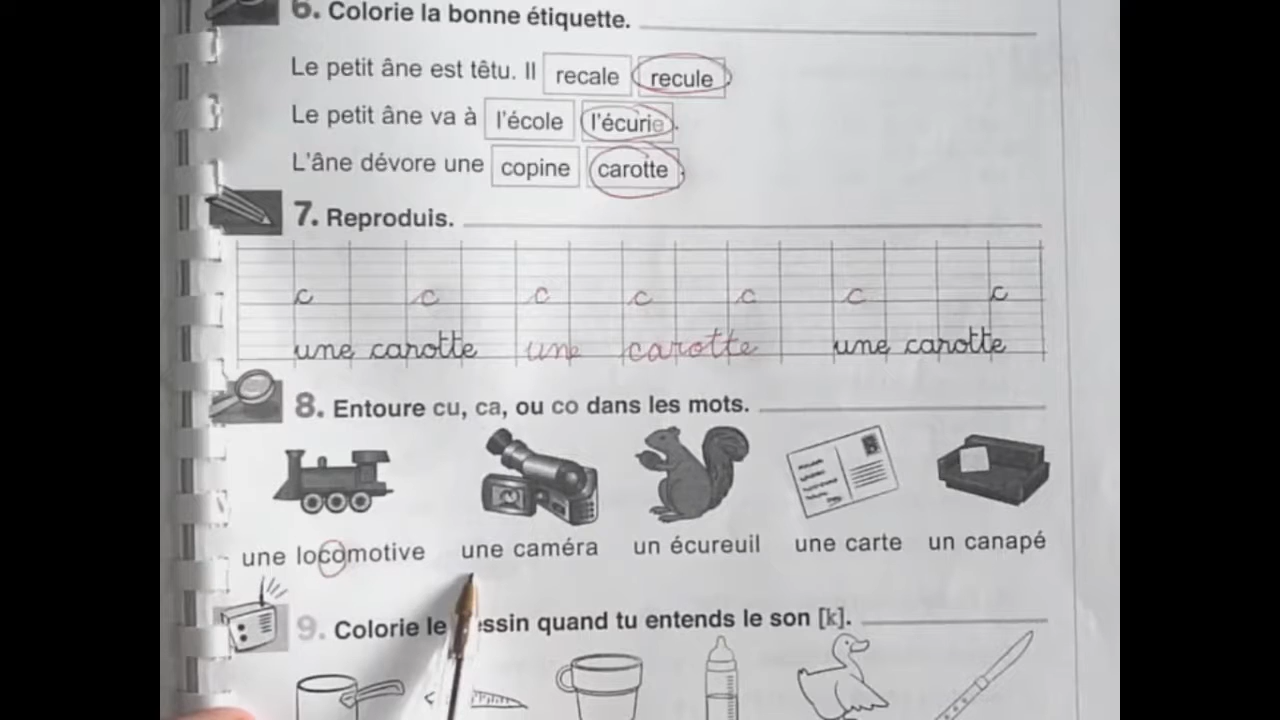 6. Colorie la bonne étiquette.
Le petit âne est têtu. Il recale recule
Le petit âne va à l'école l'écurie.
L'âne dévore une copine carotte.
7. Reproduis.
c c c c c c c
une carotte une carotte une carotte
8. Entoure cu, ca, ou co dans les mots.
une locomotive une caméra un écureuil une carte un canapé
9. Colorie le dessin quand tu entends le son [k].